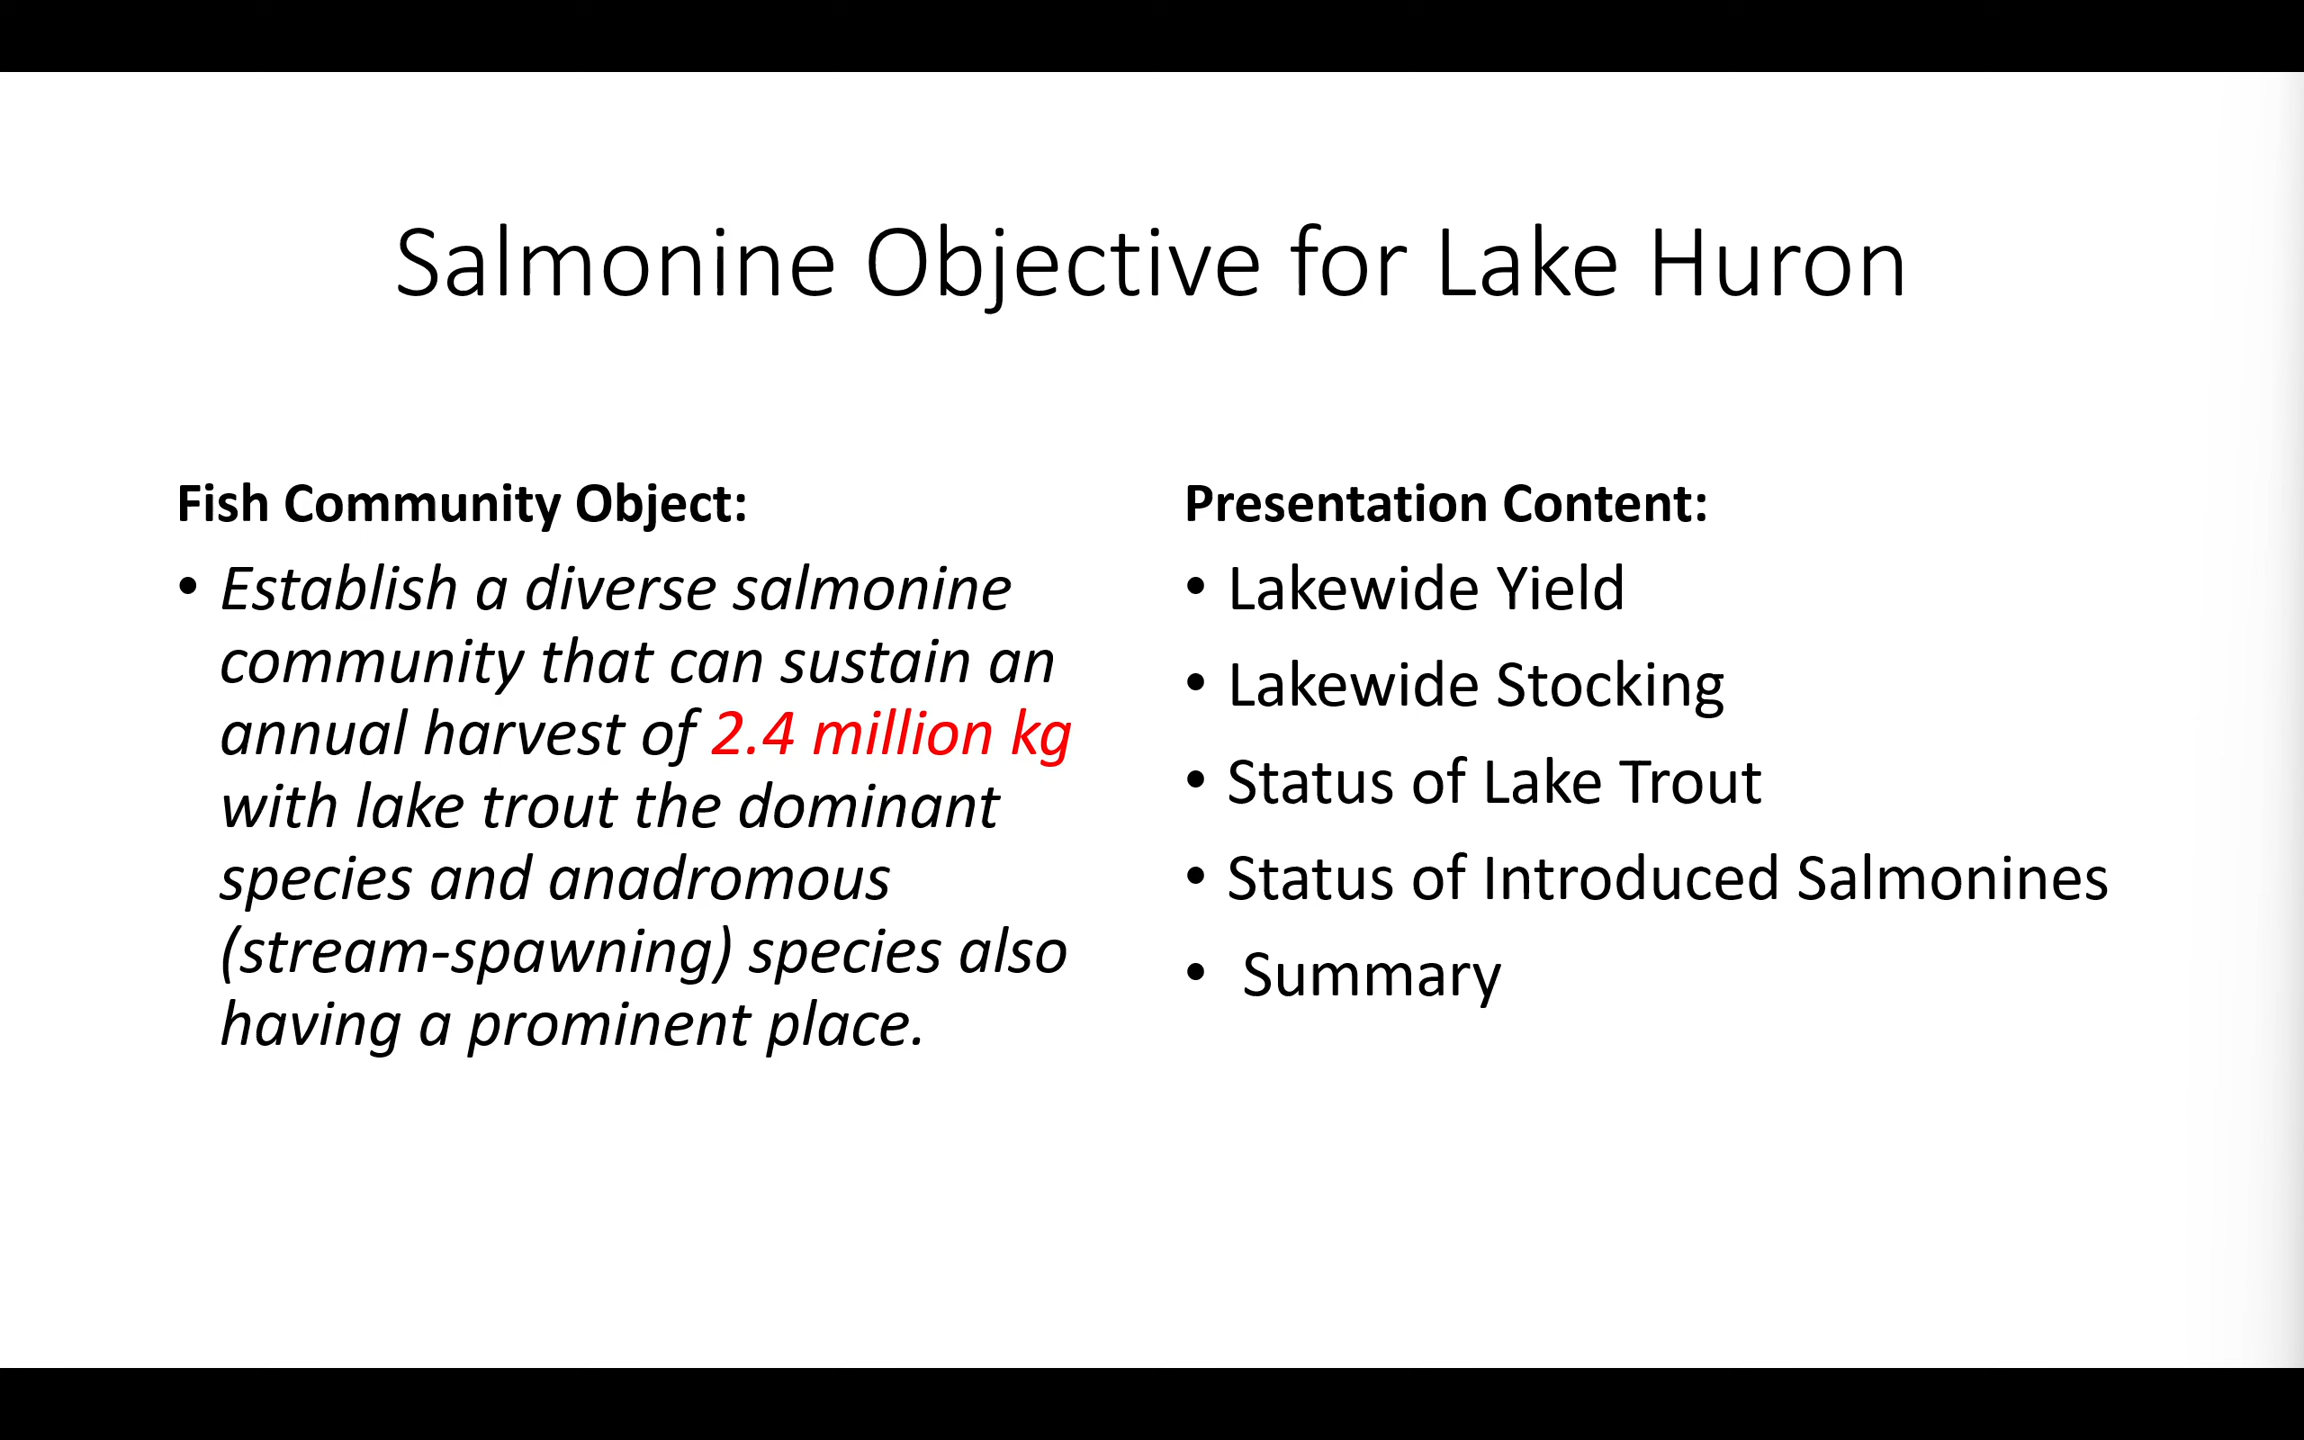 Salmonine Objective for Lake Huron
Fish Community Object:
• Establish a diverse salmonine
community that can sustain an
annual harvest of 2.4 million kg
with lake trout the dominant
species and anadromous
(stream-spawning) species also
having a prominent place.
Presentation Content:
• Lakewide Yield
• Lakewide Stocking
• Status of Lake Trout
• Status of Introduced Salmonines
• Summary